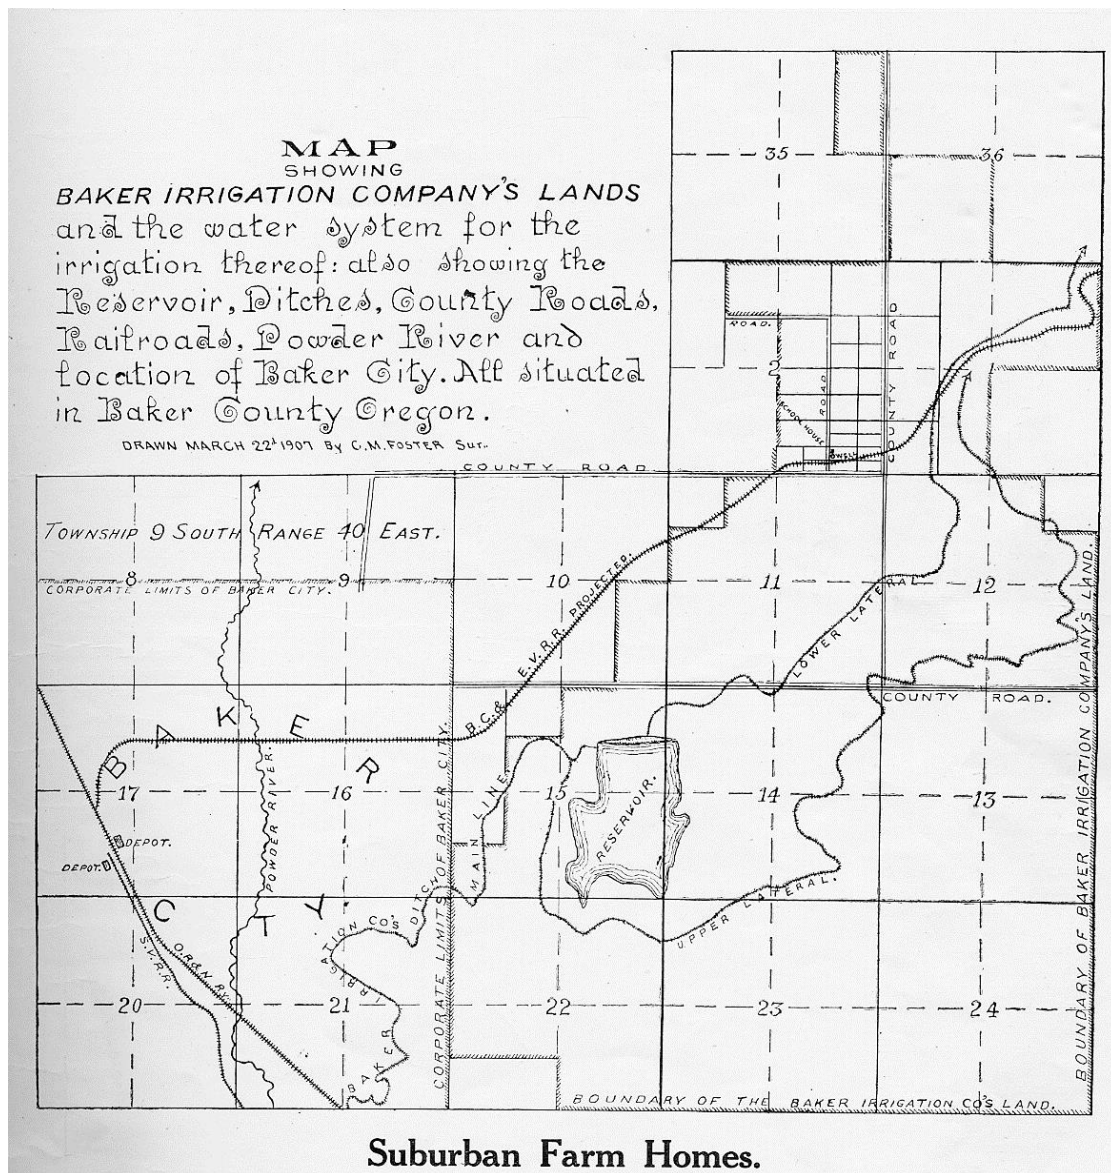 MAP
SHOWING
BAKER IRRIGATION COMPANY'S LANDS
and the water system for the
irrigation thereof: also showing the
Reservoir, Ditches, County Roads,
Railroads, Powder River and
location of Baker City. All situated
in Baker County Oregon.
DRAWN MARCH 22d 1907 By C.M. FOSTER Sur.
35
36
ROAD.
COUNTY ROAD
2
ROAD
SCHOOL HOUSE
COUNTY ROAD
TOWNSHIP 9 SOUTH RANGE 40 EAST.
8
9
10
11
12
CORPORATE LIMITS OF BAKER CITY.
B.C. & E.V.R.R. PROJECTED.
LOWER LATERAL
COUNTY ROAD.
BAKER CITY
17
16
15
14
13
DEPOT.
DEPOT.
POWDER RIVER.
MAIN LINE
RESERVOIR.
UPPER LATERAL.
S.V.R.R.
O.R.&N. RY.
BAKER IRRIGATION CO'S DITCH
CORPORATE LIMITS OF BAKER CITY.
BOUNDARY OF BAKER IRRIGATION COMPANY'S LAND.
20
21
22
23
24
BOUNDARY OF THE BAKER IRRIGATION CO'S LAND.
Suburban Farm Homes.